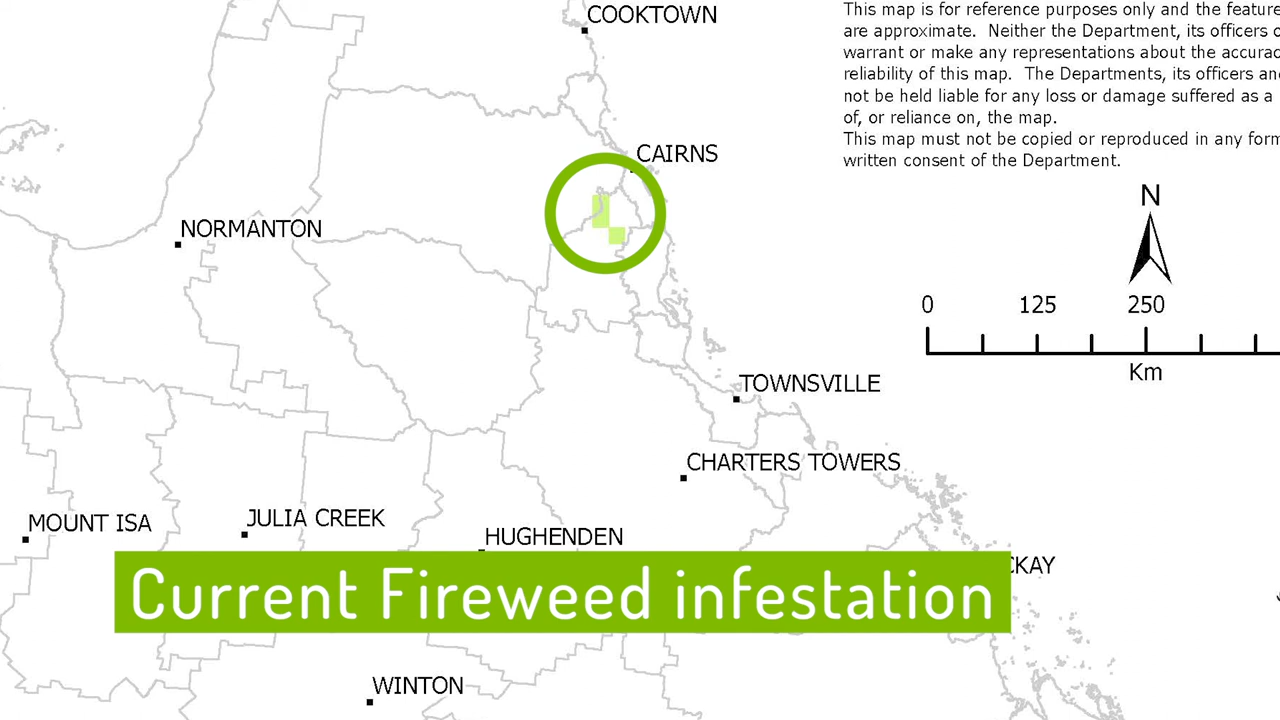 COOKTOWN
This map is for reference purposes only and the feature
are approximate. Neither the Department, its officers
warrant or make any representations about the
reliability of this map. The Departments, its officers
not be held liable for any loss or damage suffered as a
of, or reliance on, the map.
This map must not be copied or reproduced in any form
written consent of the Department.
CAIRNS
N
NORMANTON
0 125 250
Km
TOWNSVILLE
CHARTERS TOWERS
MOUNT ISA
JULIA CREEK
HUGHENDEN
CKAY
Current Fireweed infestation
WINTON